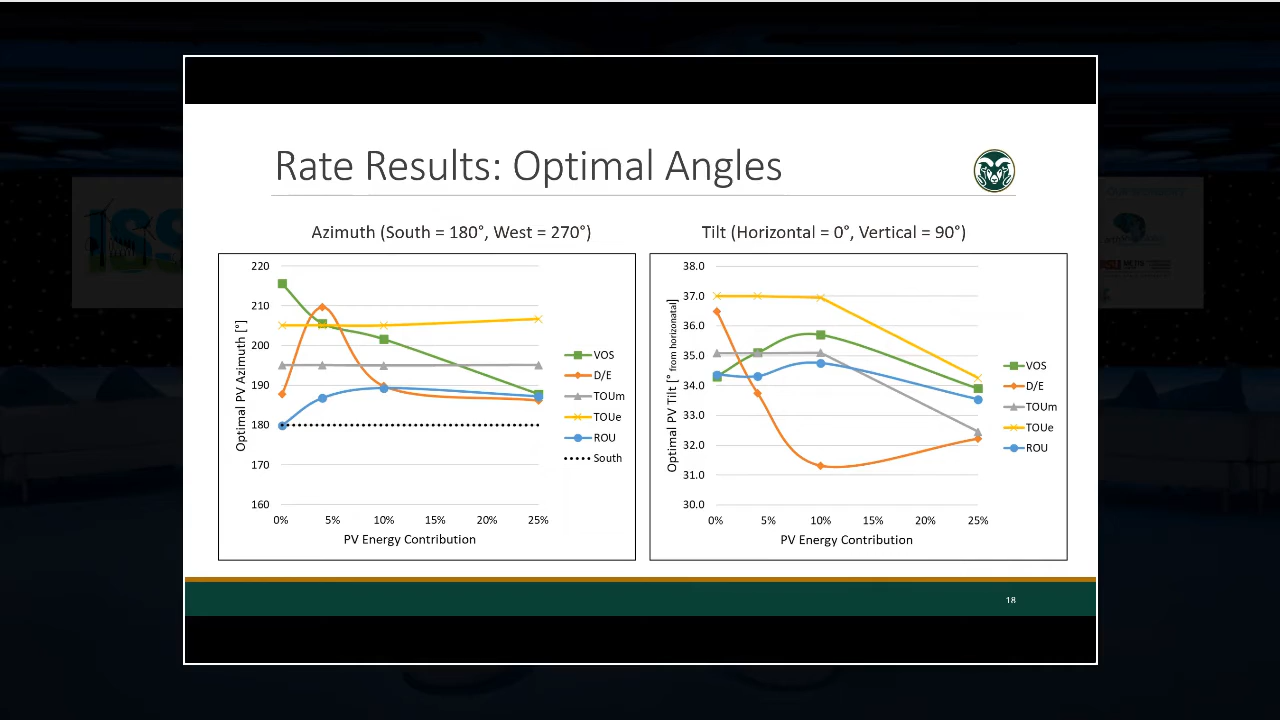 Rate Results: Optimal Angles
Azimuth (South = 180°, West = 270°)
220
210
200
190
180
170
160
Optimal PV Azimuth [°]
0% 5% 10% 15% 20% 25%
PV Energy Contribution
VOS
D/E
TOUm
TOUe
ROU
South
Tilt (Horizontal = 0°, Vertical = 90°)
38.0
37.0
36.0
35.0
34.0
33.0
32.0
31.0
30.0
Optimal PV Tilt [° from horizonatal]
0% 5% 10% 15% 20% 25%
PV Energy Contribution
VOS
D/E
TOUm
TOUe
ROU
18
ISS